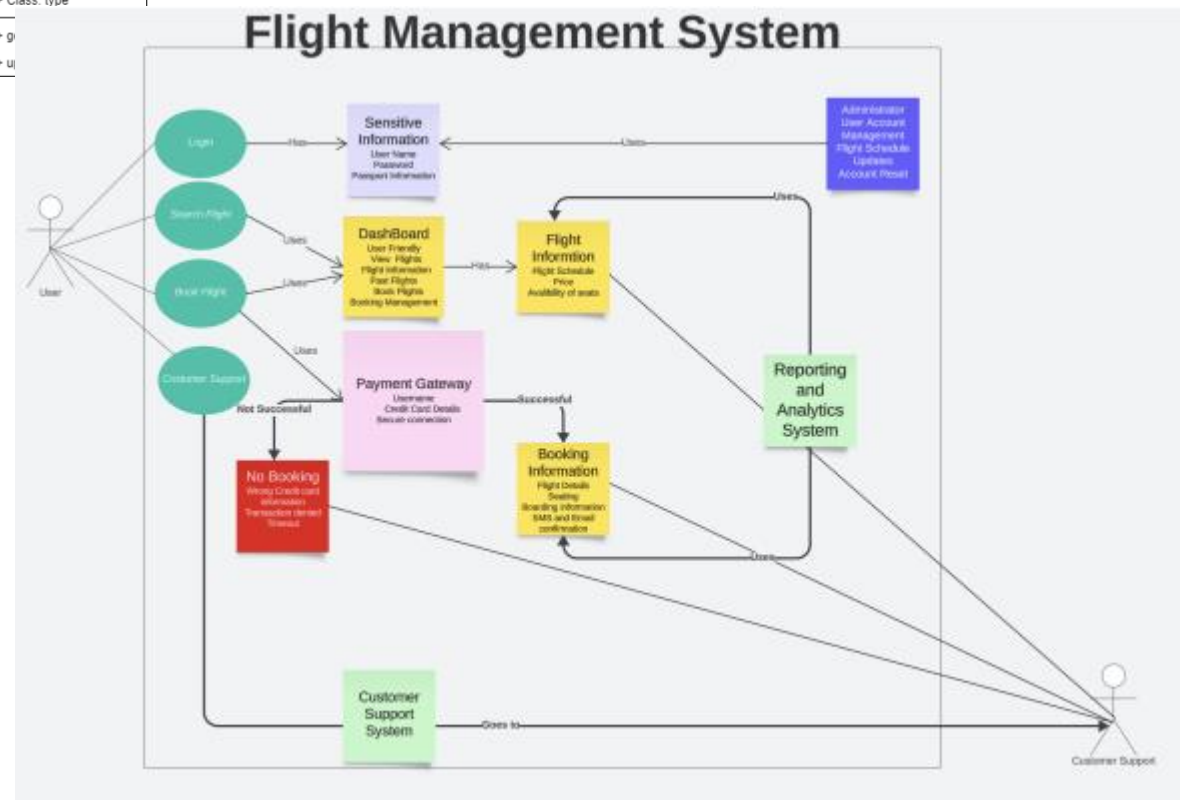 Class: type
Flight Management System
Login
Has
Sensitive
Information
User Name
Password
Passport Information
Uses
Administrator
User Account
Management
Flight Schedule
Updates
Account Reset
Search Flight
Uses
DashBoard
User Friendly
View Flights
Flight Information
Past Flights
Book Flights
Booking Management
Has
Flight
Informtion
Flight Schedule
Price
Avalibility of seats
Uses
User
Book Flight
Uses
Uses
Customer Support
Not Successful
Payment Gateway
Username
Credit Card Details
Secure connection
Successful
Reporting
and
Analytics
System
No Booking
Wrong Credit card
information
Transaction denied
Timeout
Booking
Information
Flight Details
Seating
Boarding information
SMS and Email
confirmation
Uses
Customer
Support
System
Goes to
Customer Support